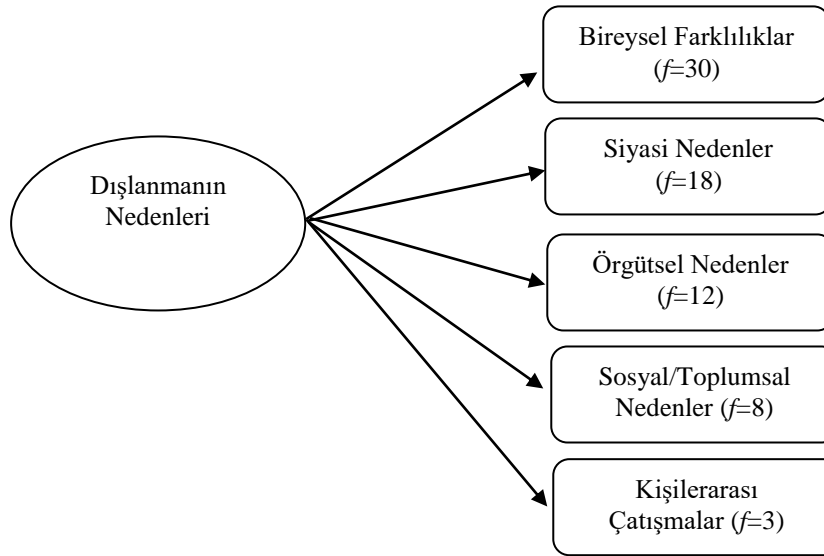 Dışlanmanın
Nedenleri
Bireysel Farklılıklar
(f=30)
Siyasi Nedenler
(f=18)
Örgütsel Nedenler
(f=12)
Sosyal/Toplumsal
Nedenler (f=8)
Kişilerarası
Çatışmalar (f=3)